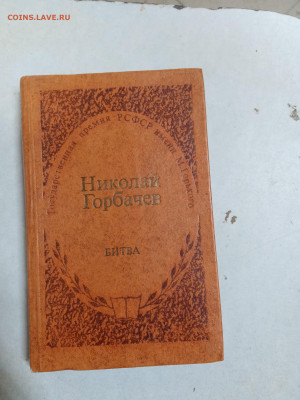 COINS.LAVE.RU
Государственная премия РСФСР имени М.Горького
Николай
Горбачев
БИТВА